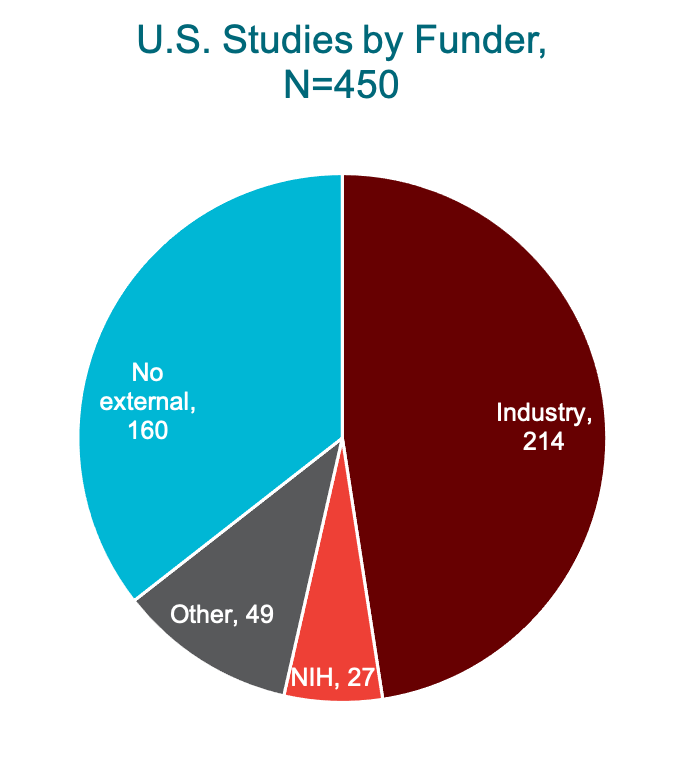 U.S. Studies by Funder,
N=450
No
external,
160
Industry,
214
Other, 49
NIH, 27